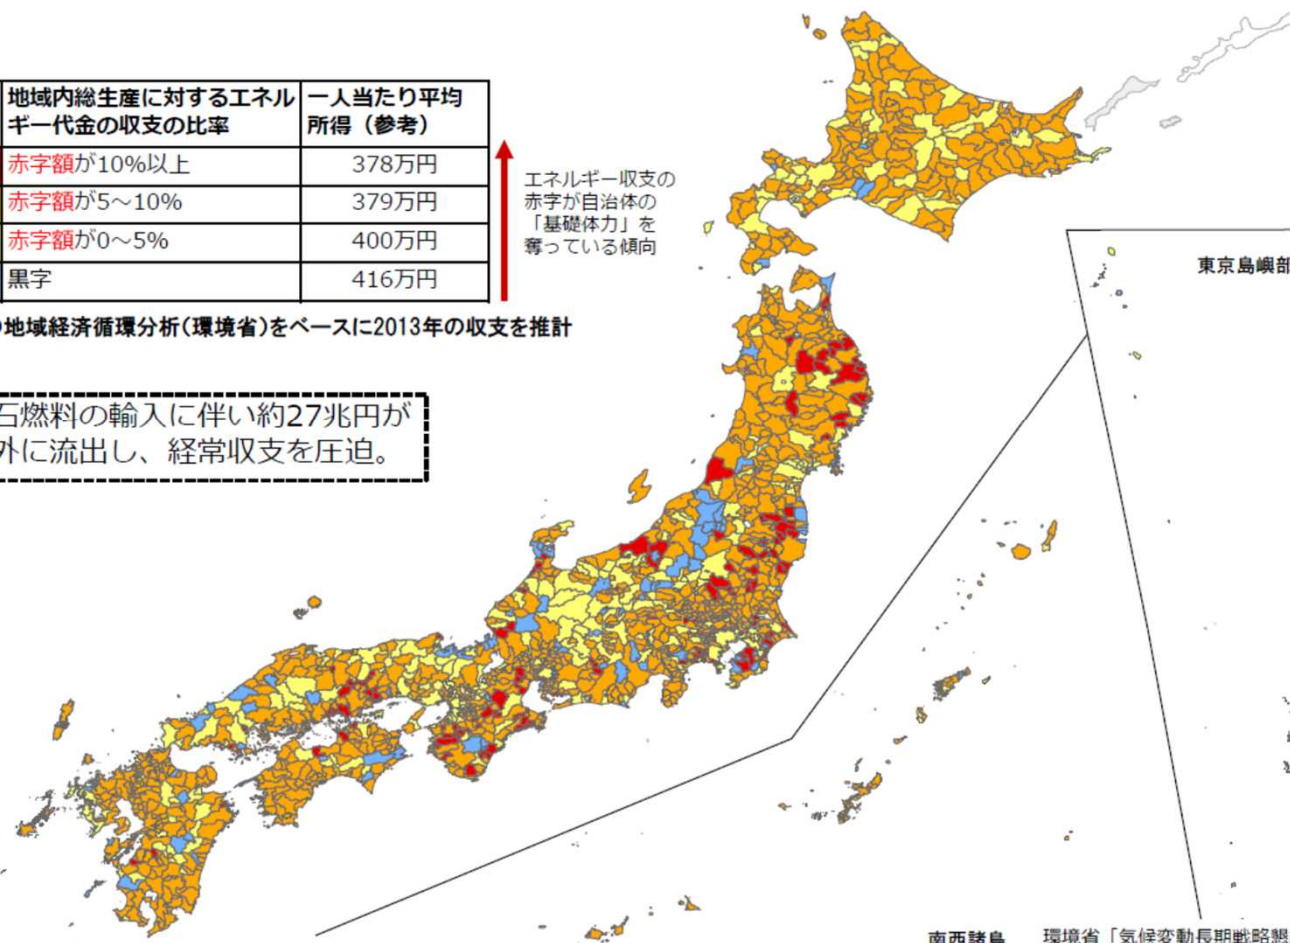 地域内総生産に対するエネル
ギー代金の収支の比率
一人当たり平均
所得（参考）
赤字額が10%以上
378万円
赤字額が5～10%
379万円
赤字額が0～5%
400万円
黒字
416万円
エネルギー収支の
赤字が自治体の
「基礎体力」を
奪っている傾向
地域経済循環分析(環境省)をベースに2013年の収支を推計
石燃料の輸入に伴い約27兆円が
外に流出し、経常収支を圧迫。
東京島嶼部
南西諸島
環境省「気候変動長期戦略懇